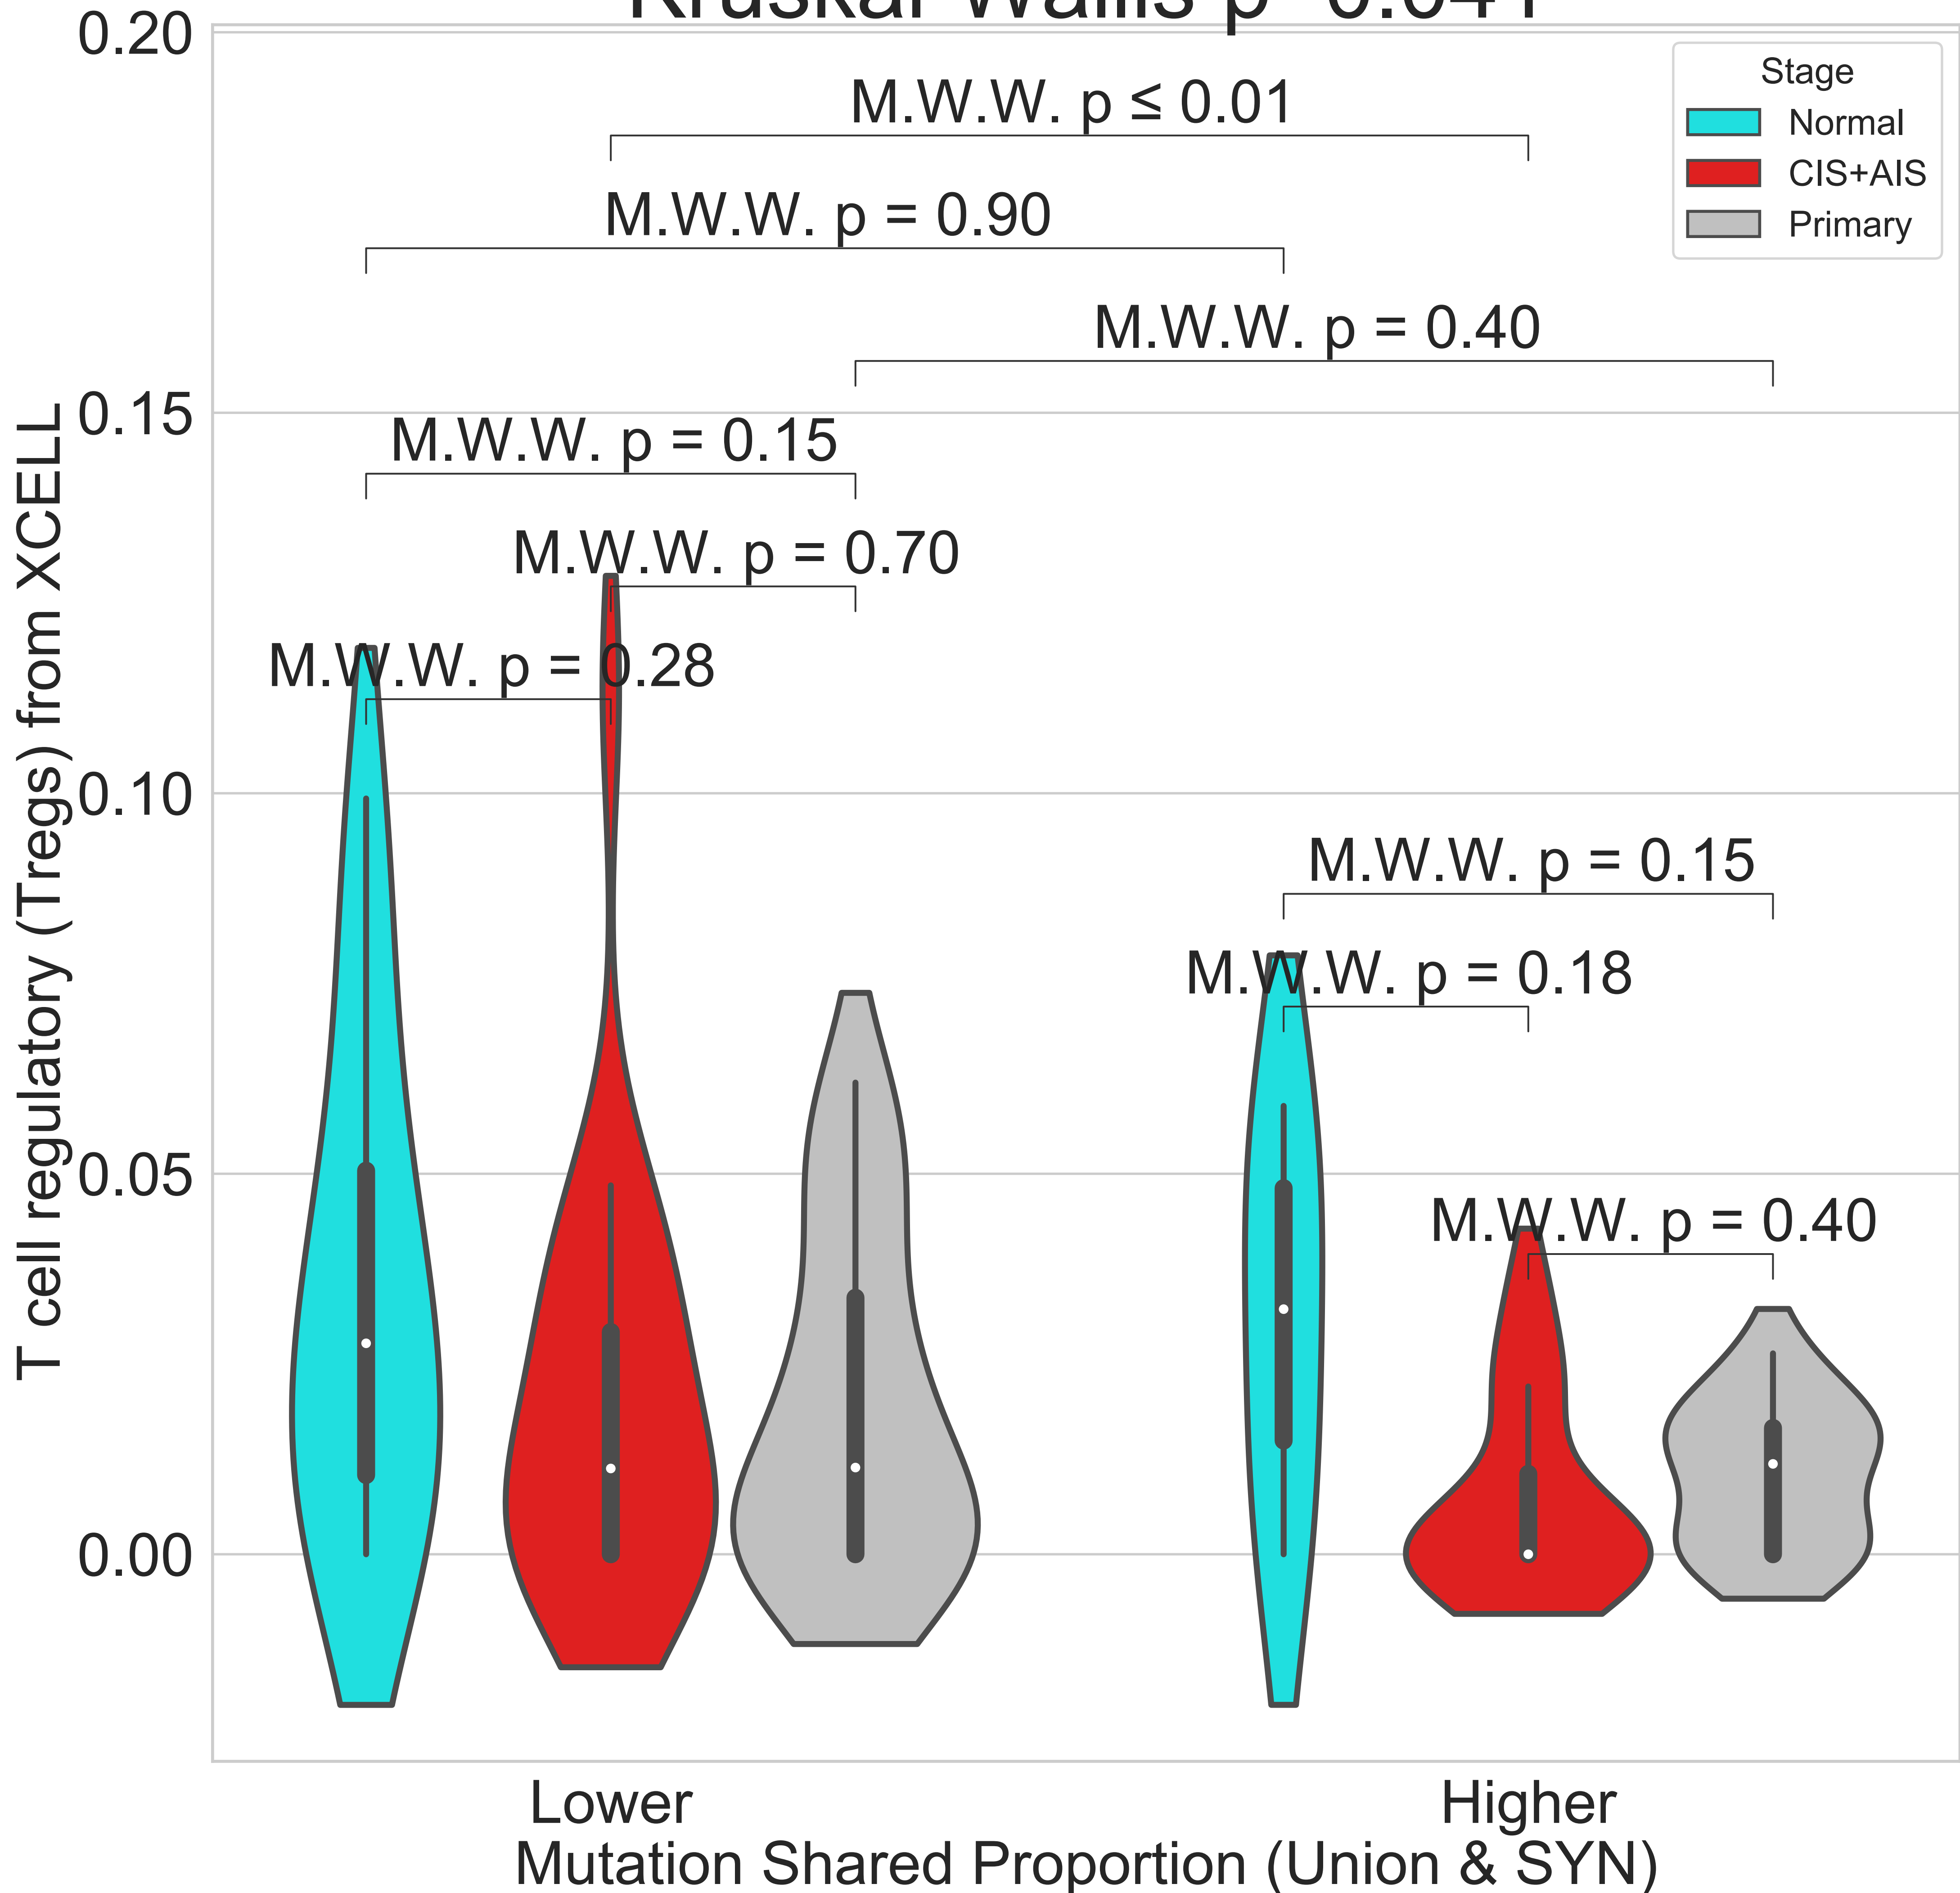 0.20
M.W.W. p ≤ 0.01
Stage
Normal
CIS+AIS
Primary
M.W.W. p = 0.90
M.W.W. p = 0.40
0.15
M.W.W. p = 0.15
M.W.W. p = 0.70
M.W.W. p = 0.28
0.10
M.W.W. p = 0.15
M.W.W. p = 0.18
0.05
M.W.W. p = 0.40
0.00
T cell regulatory (Tregs) from XCELL
Lower
Higher
Mutation Shared Proportion (Union & SYN)